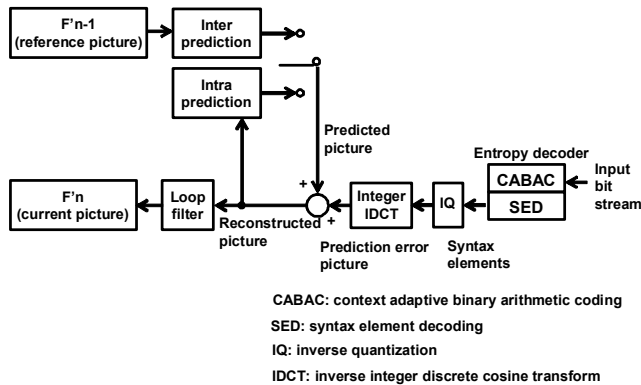 F'n-1
(reference picture)
Inter
prediction
Intra
prediction
Predicted
picture
Entropy decoder
CABAC
SED
Input
bit
stream
F'n
(current picture)
Loop
filter
+
+
Integer
IDCT
IQ
Reconstructed
picture
Prediction error
picture
Syntax
elements
CABAC: context adaptive binary arithmetic coding
SED: syntax element decoding
IQ: inverse quantization
IDCT: inverse integer discrete cosine transform